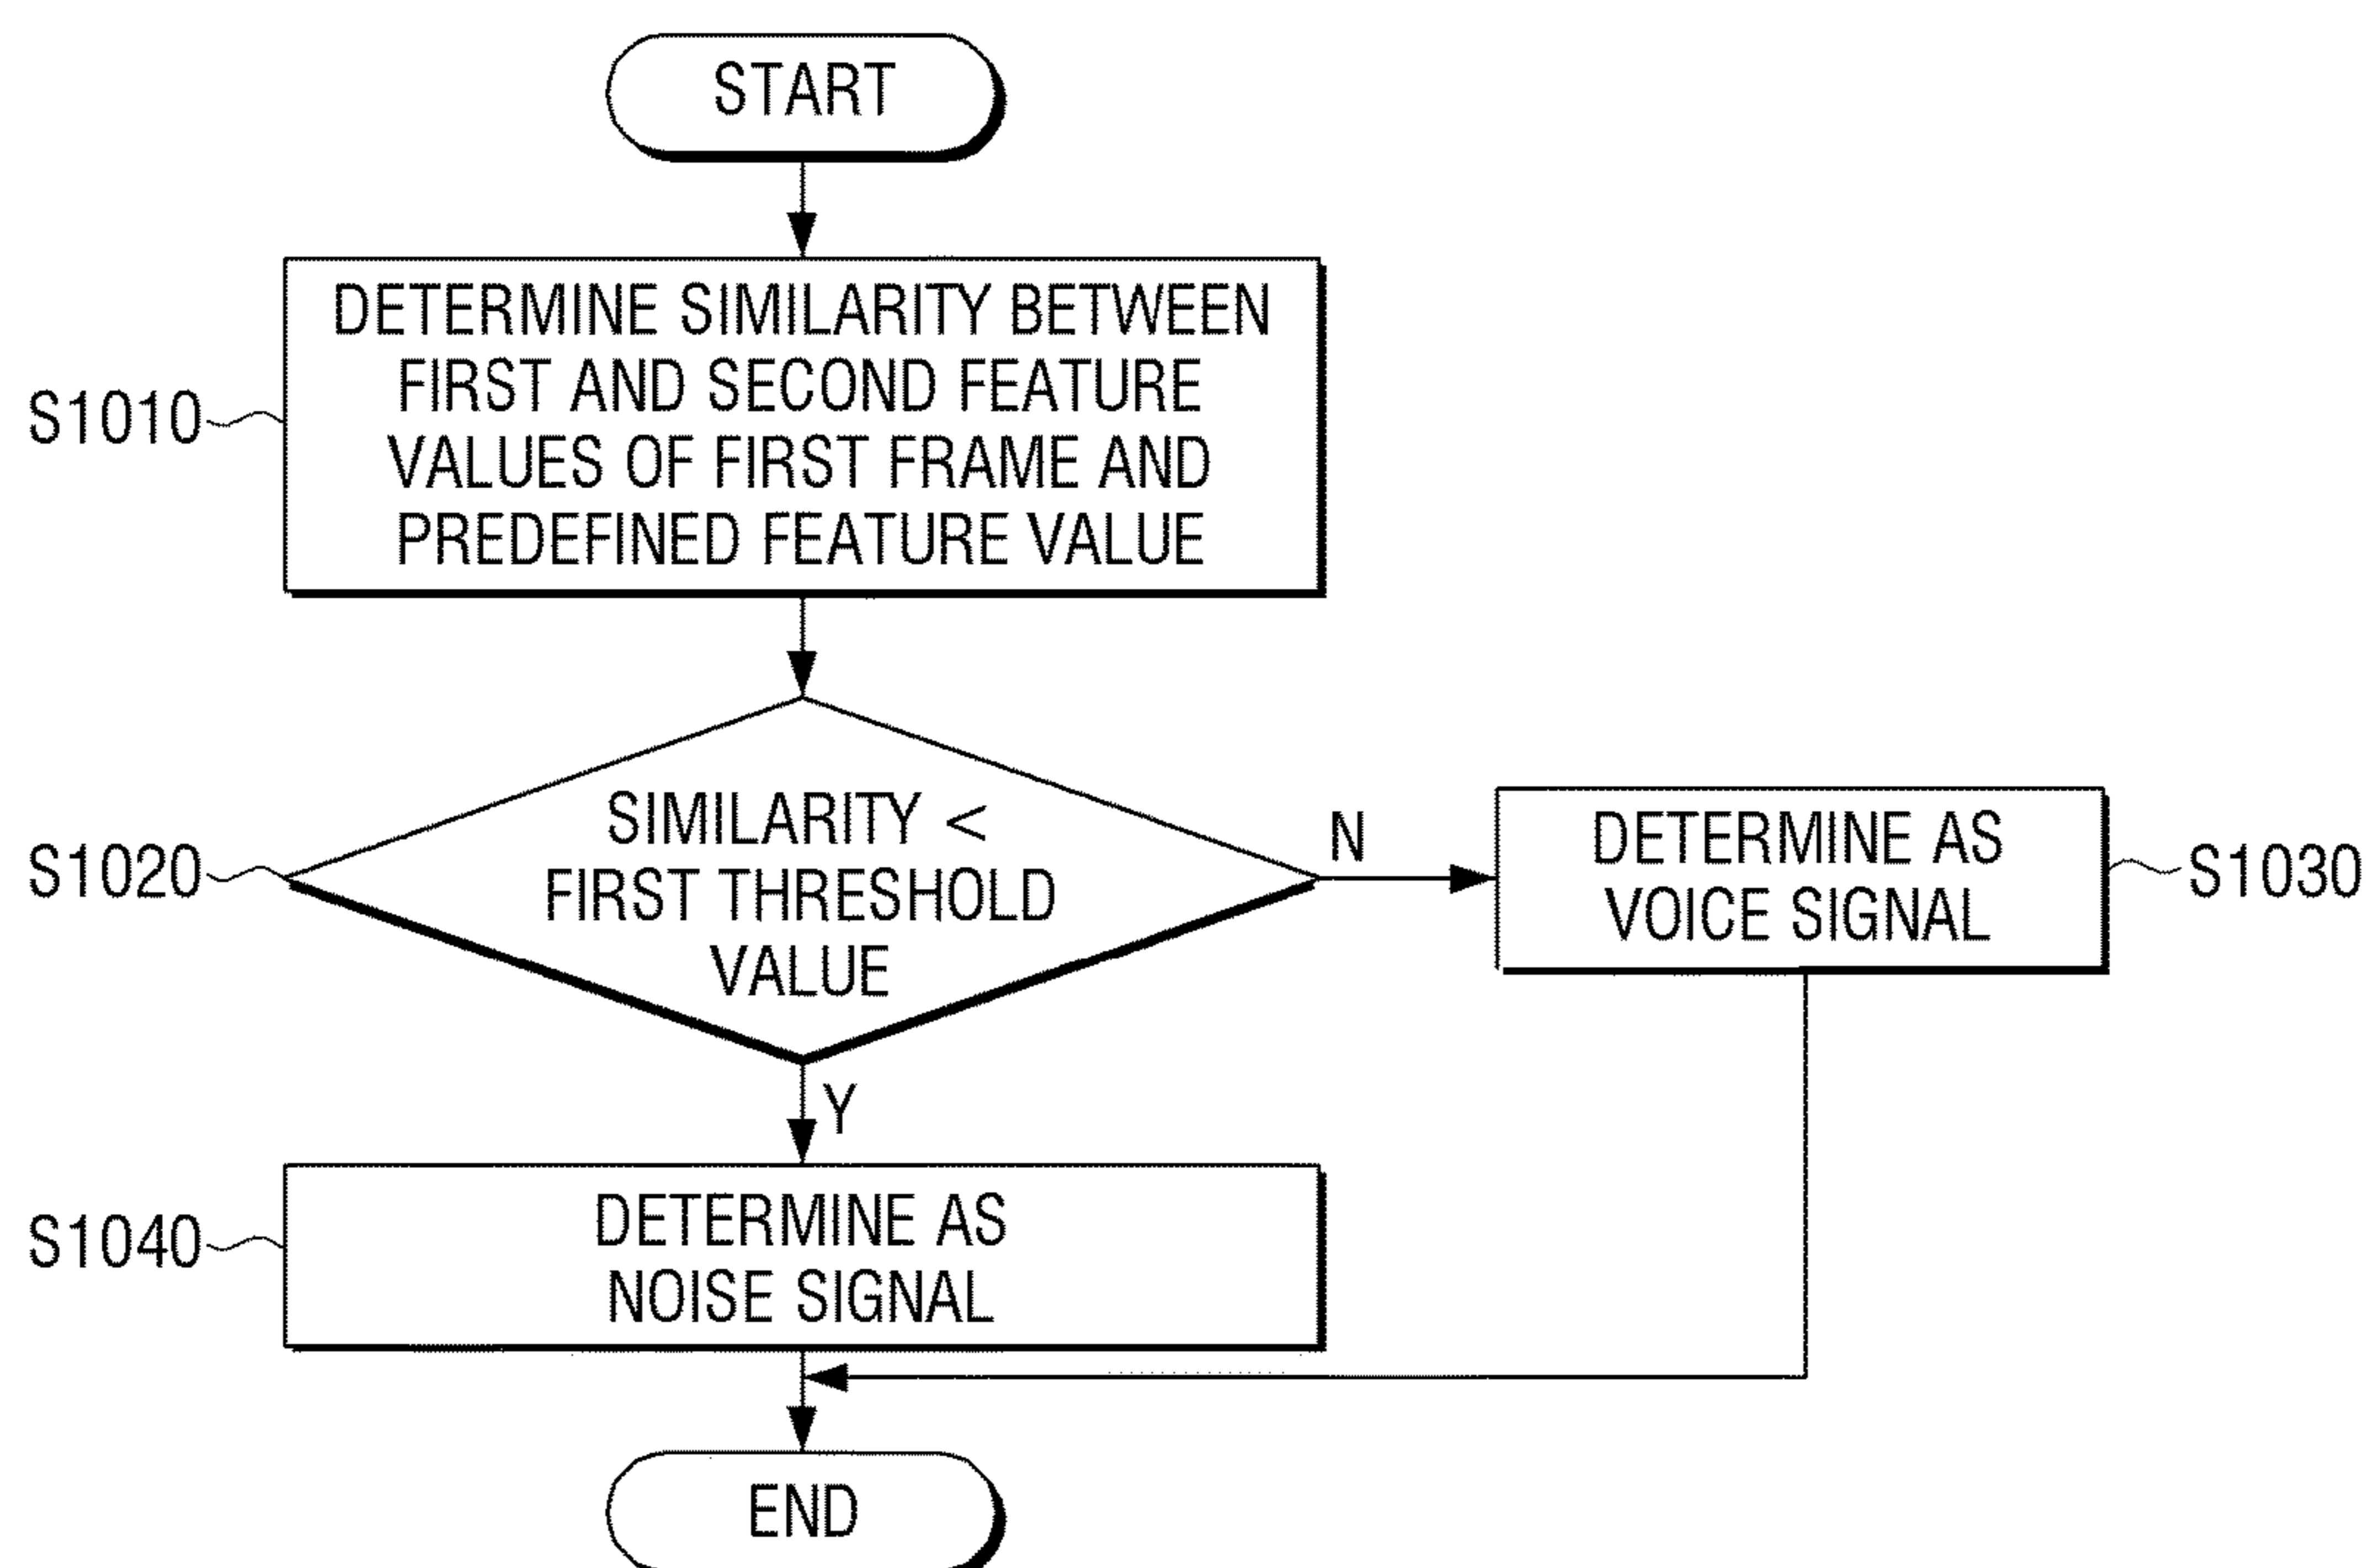 START
DETERMINE SIMILARITY BETWEEN
FIRST AND SECOND FEATURE
VALUES OF FIRST FRAME AND
PREDEFINED FEATURE VALUE
S1010
SIMILARITY <
FIRST THRESHOLD
VALUE
S1020
N
DETERMINE AS
VOICE SIGNAL
S1030
Y
DETERMINE AS
NOISE SIGNAL
S1040
END